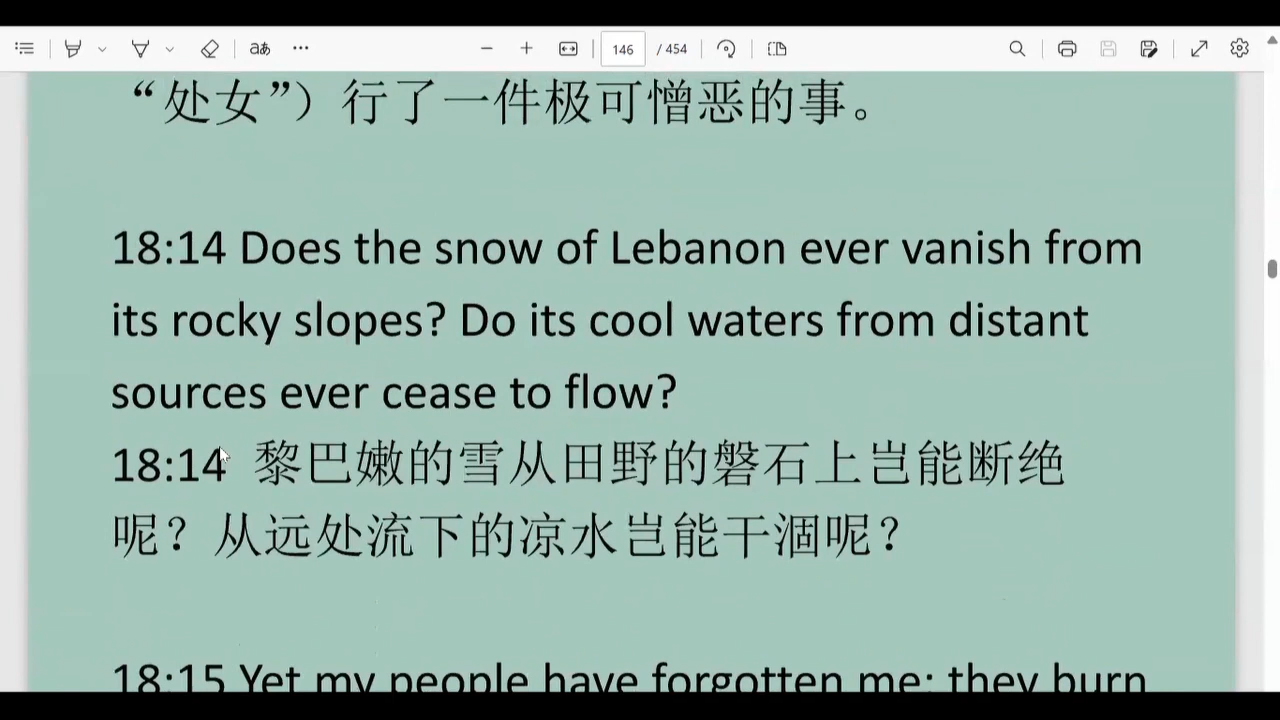 aあ
146 / 454
“处女”）行了一件极可憎恶的事。
18:14 Does the snow of Lebanon ever vanish from
its rocky slopes? Do its cool waters from distant
sources ever cease to flow?
18:14 黎巴嫩的雪从田野的磐石上岂能断绝
呢？从远处流下的凉水岂能干涸呢？
18:15 Yet my people have forgotten me; they burn